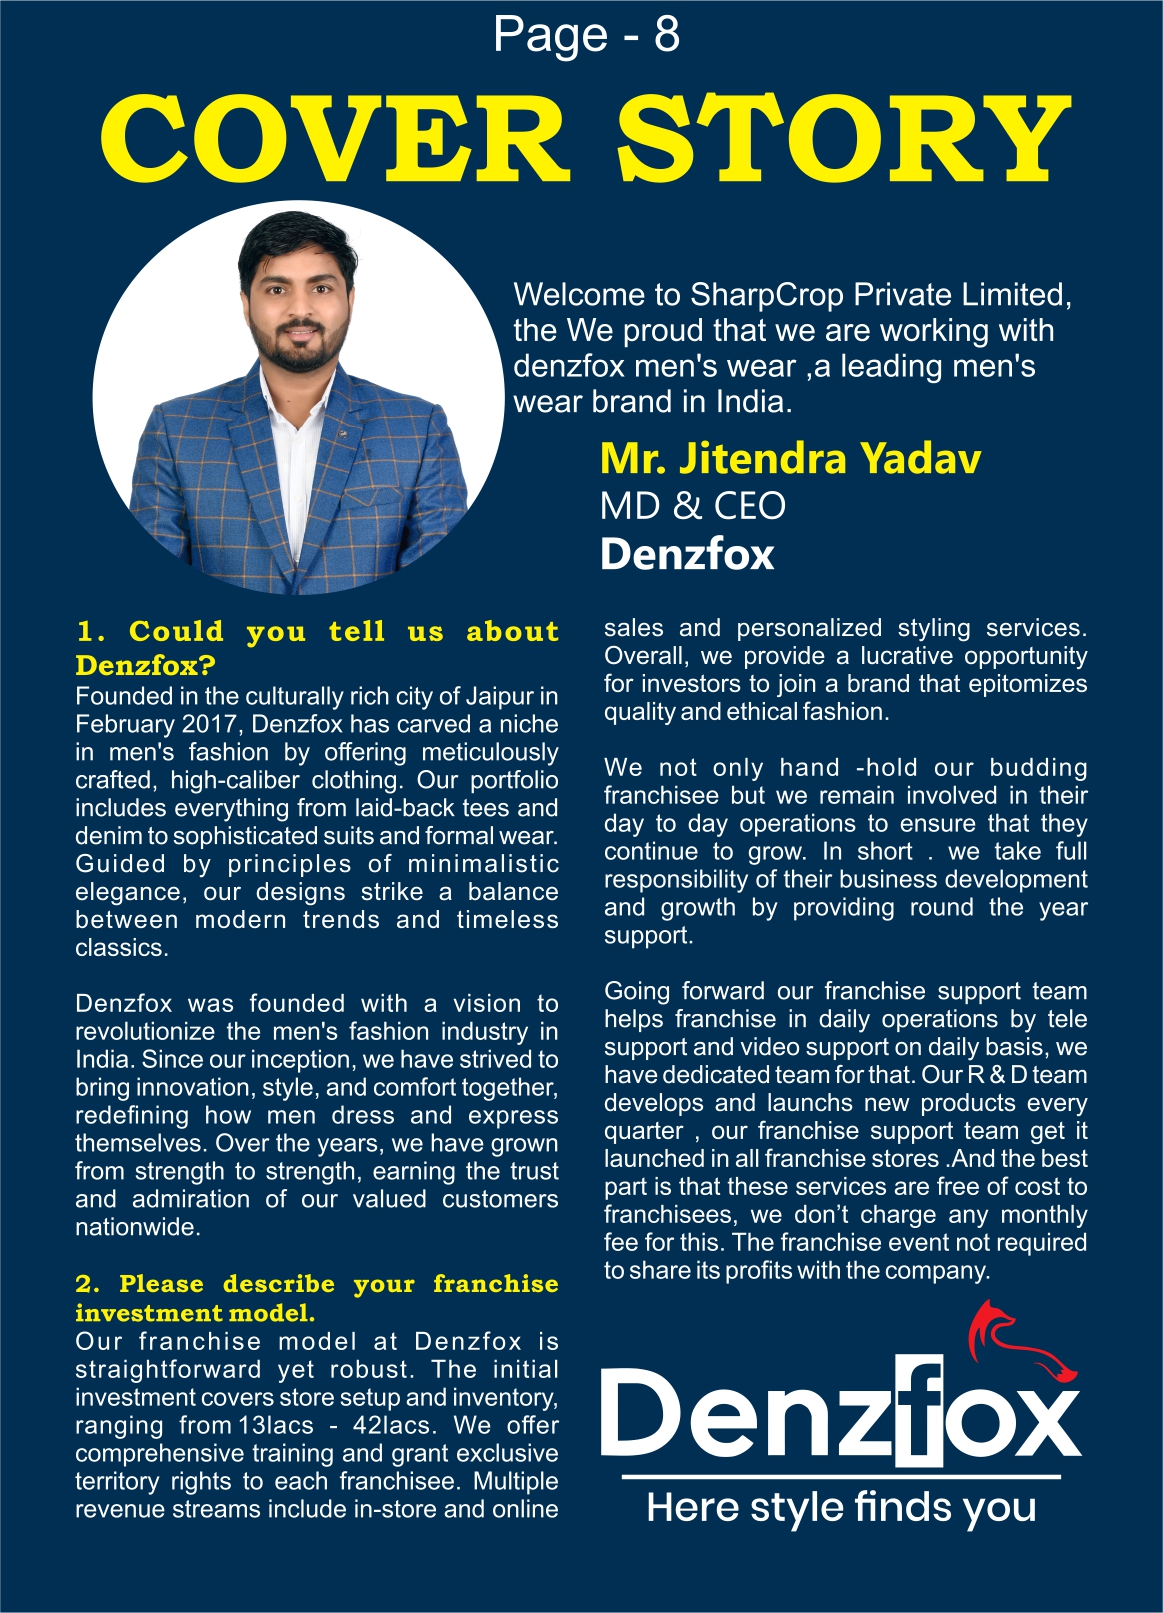 Page - 8
COVER STORY
Welcome to SharpCrop Private Limited,
the We proud that we are working with
denzfox men's wear ,a leading men's
wear brand in India.
Mr. Jitendra Yadav
MD & CEO
Denzfox
1. Could you tell us about
Denzfox?
Founded in the culturally rich city of Jaipur in
February 2017, Denzfox has carved a niche
in men's fashion by offering meticulously
crafted, high-caliber clothing. Our portfolio
includes everything from laid-back tees and
denim to sophisticated suits and formal wear.
Guided by principles of minimalistic
elegance, our designs strike a balance
between modern trends and timeless
classics.
Denzfox was founded with a vision to
revolutionize the men's fashion industry in
India. Since our inception, we have strived to
bring innovation, style, and comfort together,
redefining how men dress and express
themselves. Over the years, we have grown
from strength to strength, earning the trust
and admiration of our valued customers
nationwide.
2. Please describe your franchise
investment model.
Our franchise model at Denzfox is
straightforward yet robust. The initial
investment covers store setup and inventory,
ranging from 13lacs - 42lacs. We offer
comprehensive training and grant exclusive
territory rights to each franchisee. Multiple
revenue streams include in-store and online
sales and personalized styling services.
Overall, we provide a lucrative opportunity
for investors to join a brand that epitomizes
quality and ethical fashion.
We not only hand -hold our budding
franchisee but we remain involved in their
day to day operations to ensure that they
continue to grow. In short . we take full
responsibility of their business development
and growth by providing round the year
support.
Going forward our franchise support team
helps franchise in daily operations by tele
support and video support on daily basis, we
have dedicated team for that. Our R & D team
develops and launchs new products every
quarter , our franchise support team get it
launched in all franchise stores .And the best
part is that these services are free of cost to
franchisees, we don’t charge any monthly
fee for this. The franchise event not required
to share its profits with the company.
Denzfox
Here style finds you